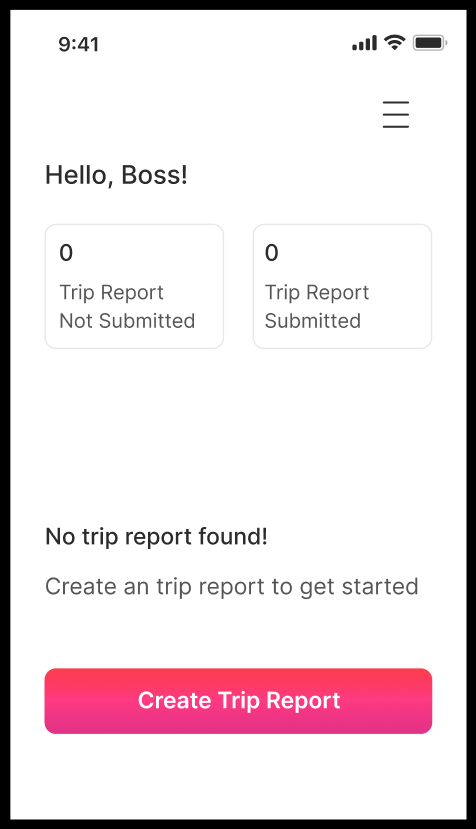 9:41
Hello, Boss!
0
Trip Report
Not Submitted
0
Trip Report
Submitted
No trip report found!
Create an trip report to get started
Create Trip Report